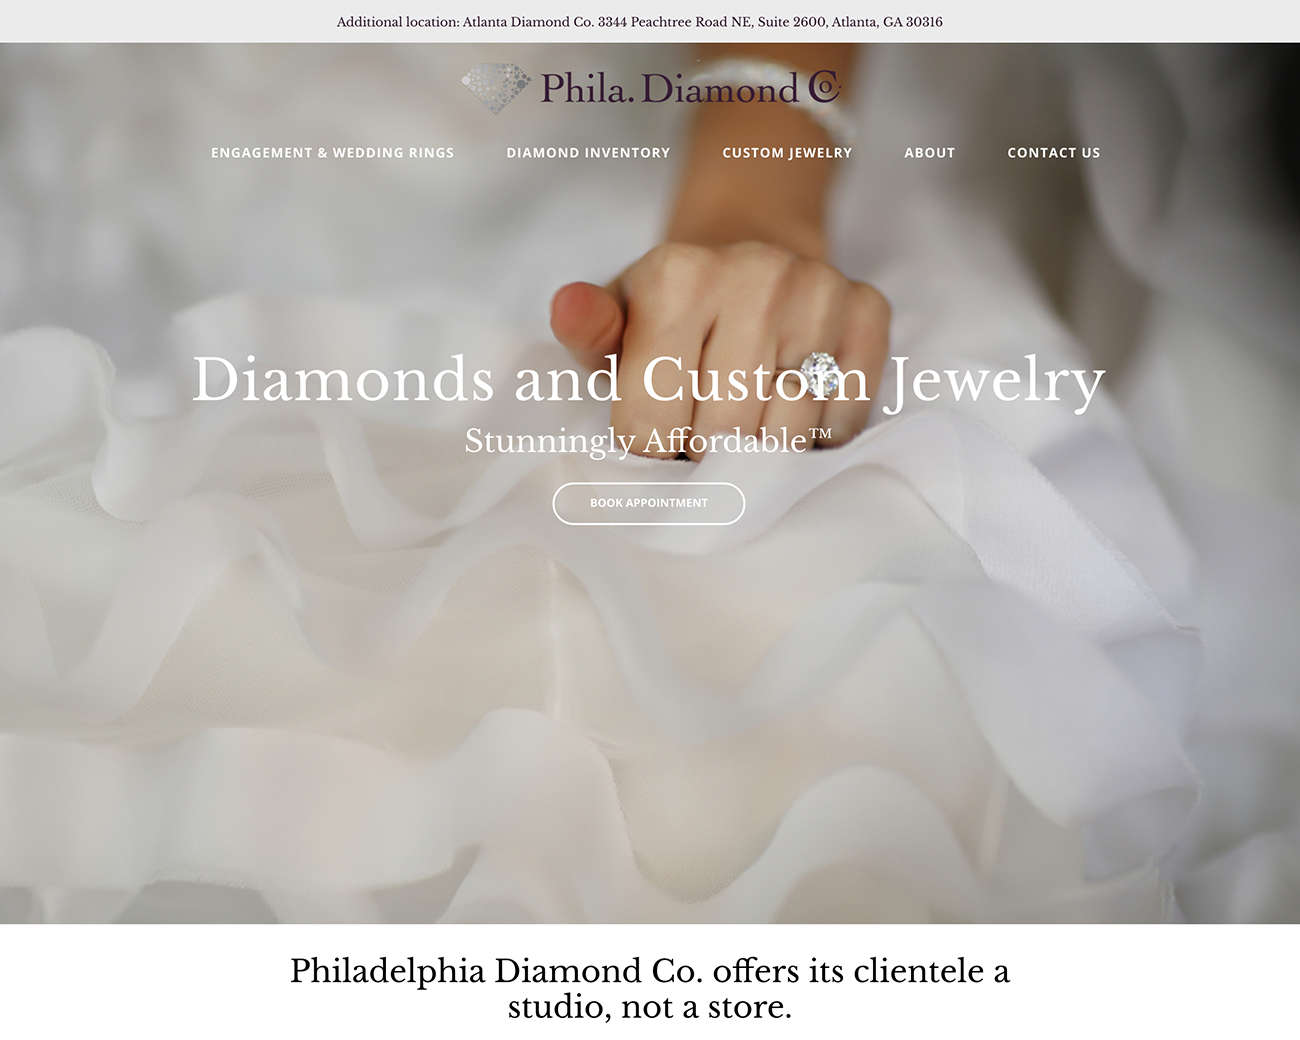 Additional location: Atlanta Diamond Co. 3344 Peachtree Road NE, Suite 2600, Atlanta, GA 30316
Phila. Diamond Co.
ENGAGEMENT & WEDDING RINGS DIAMOND INVENTORY CUSTOM JEWELRY ABOUT CONTACT US
Diamonds and Custom Jewelry
Stunningly Affordable™
BOOK APPOINTMENT
Philadelphia Diamond Co. offers its clientele a
studio, not a store.